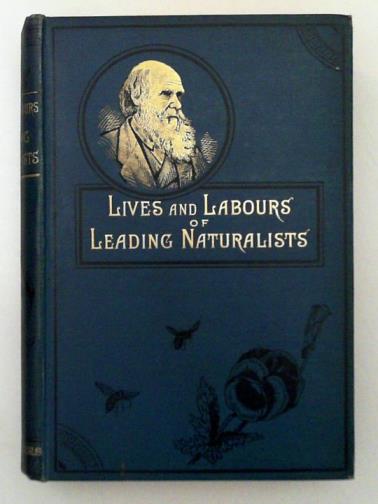 LIVES AND LABOURS
OF
LEADING NATURALISTS